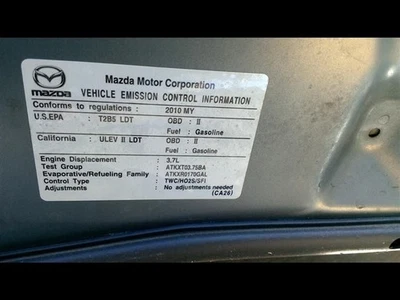 Mazda Motor Corporation
mazda VEHICLE EMISSION CONTROL INFORMATION
Conforms to regulations : 2010 MY
U.S.EPA : T2B5 LDT OBD : II
Fuel : Gasoline
California : ULEV II LDT OBD : II
Fuel : Gasoline
Engine Displacement : 3.7L
Test Group : ATKXT03.75BA
Evaporative/Refueling Family : ATKXR0170GAL
Control Type : TWC/HO2S/SFI
Adjustments : No adjustments needed
(CA26)